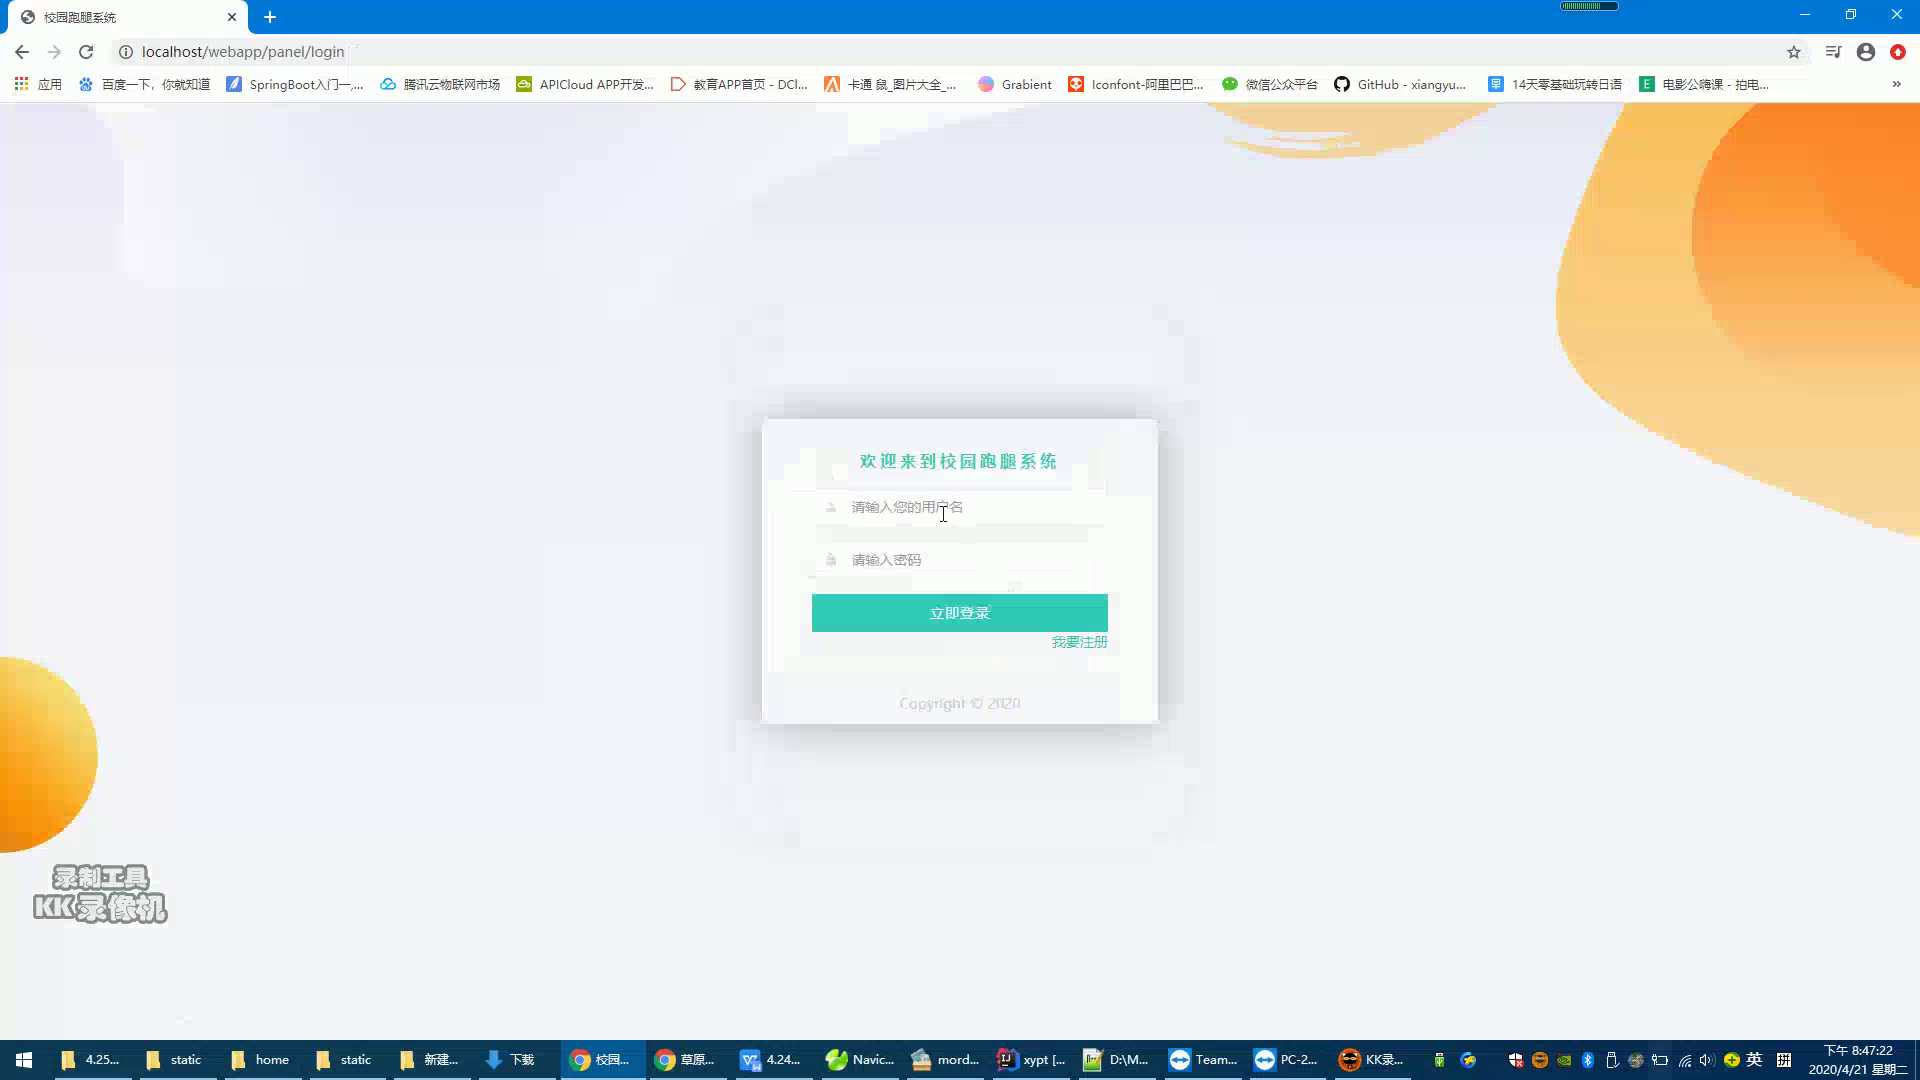 校园跑腿系统
localhost/webapp/panel/login
应用 百度一下，你就知道 SpringBoot入门一,... 腾讯云物联网市场 APICloud APP开发... 教育APP首页 - DCl... 卡通 鼠_图片大全_... Grabient Iconfont-阿里巴巴... 微信公众平台 GitHub - xiangyu... 14天零基础玩转日语 电影公嗨课 - 拍电... »
欢迎来到校园跑腿系统
请输入您的用户名
请输入密码
立即登录
我要注册
Copyright © 2020
录制工具
KK录像机
4.25... static home static 新建... 下载 校园... 草原... 4.24... Navic... mord... xypt [... D:\M... Team... PC-2... KK录... 英 拼
下午 8:47:22
2020/4/21 星期二